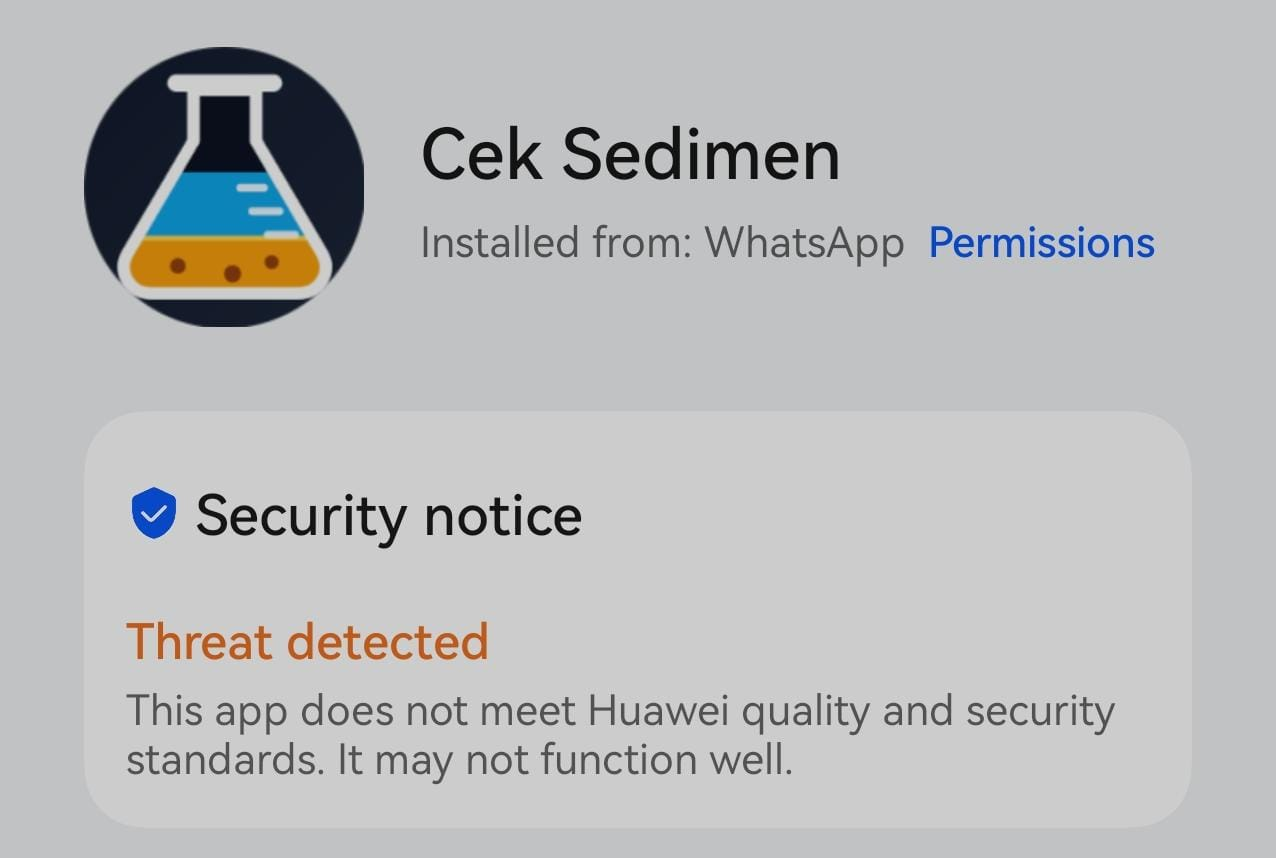 Cek Sedimen
Installed from: WhatsApp Permissions
Security notice
Threat detected
This app does not meet Huawei quality and security
standards. It may not function well.